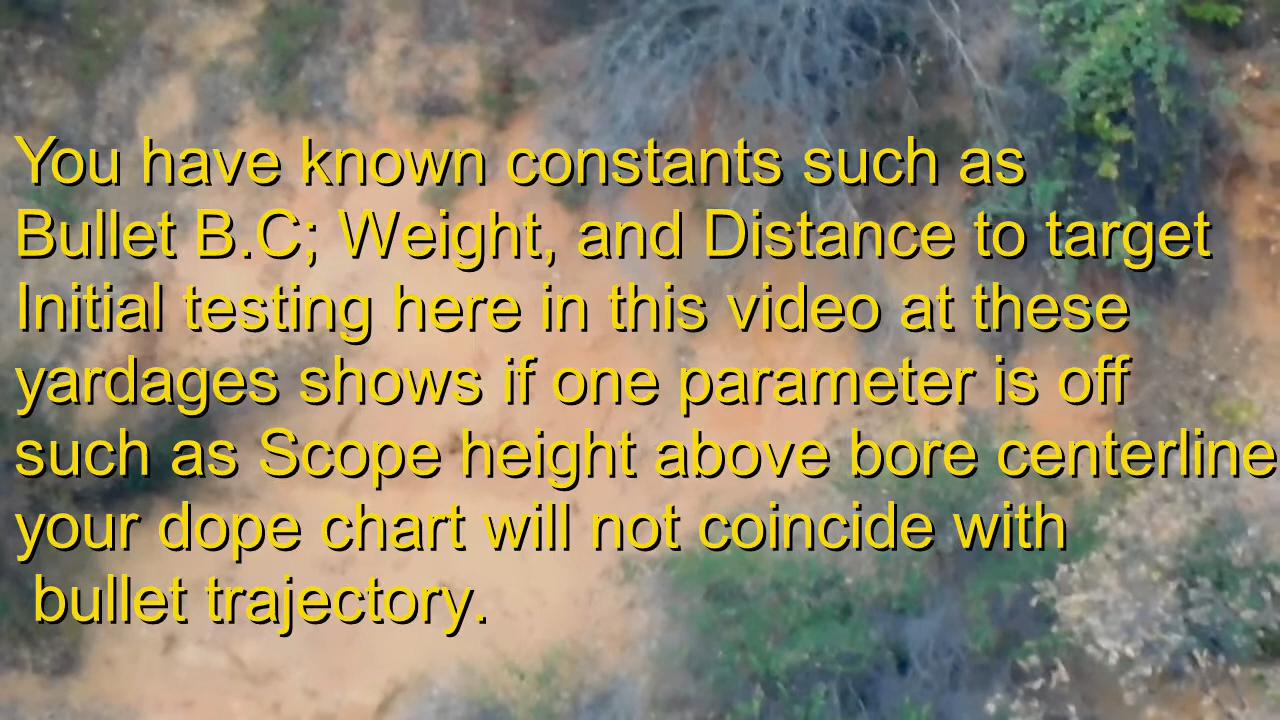 You have known constants such as
Bullet B.C; Weight, and Distance to target
Initial testing here in this video at these
yardages shows if one parameter is off
such as Scope height above bore centerline
your dope chart will not coincide with
bullet trajectory.